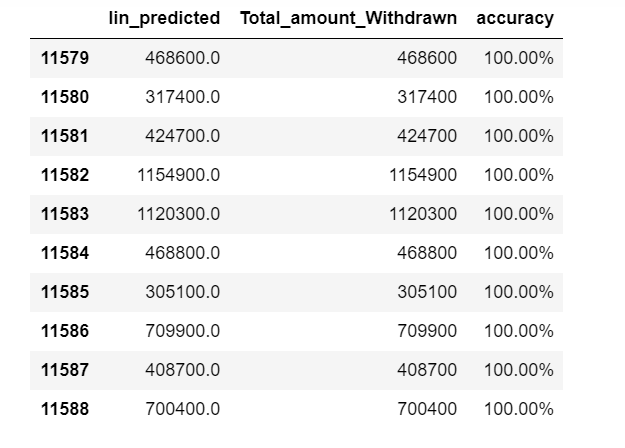 lin_predicted Total_amount_Withdrawn accuracy
11579 468600.0 468600 100.00%
11580 317400.0 317400 100.00%
11581 424700.0 424700 100.00%
11582 1154900.0 1154900 100.00%
11583 1120300.0 1120300 100.00%
11584 468800.0 468800 100.00%
11585 305100.0 305100 100.00%
11586 709900.0 709900 100.00%
11587 408700.0 408700 100.00%
11588 700400.0 700400 100.00%